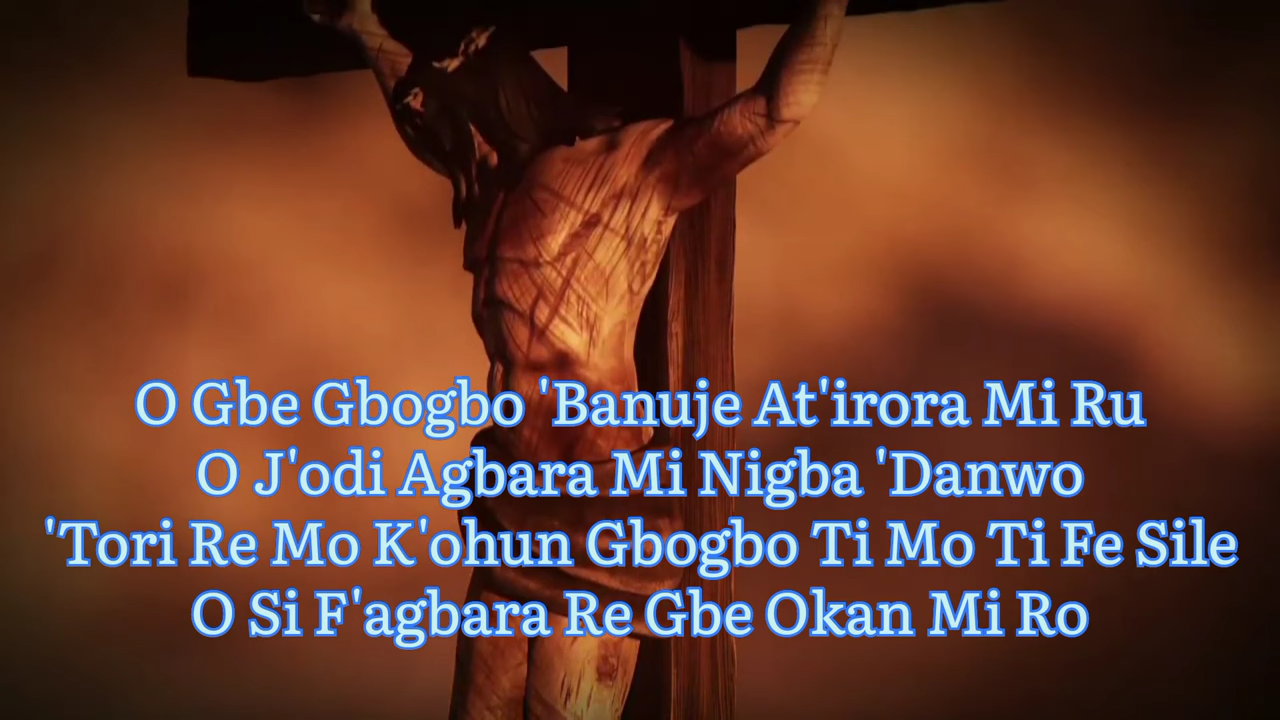 O Gbe Gbogbo 'Banuje At'irora Mi Ru
O J'odi Agbara Mi Nigba 'Danwo
'Tori Re Mo K'ohun Gbogbo Ti Mo Ti Fe Sile
O Si F'agbara Re Gbe Okan Mi Ro